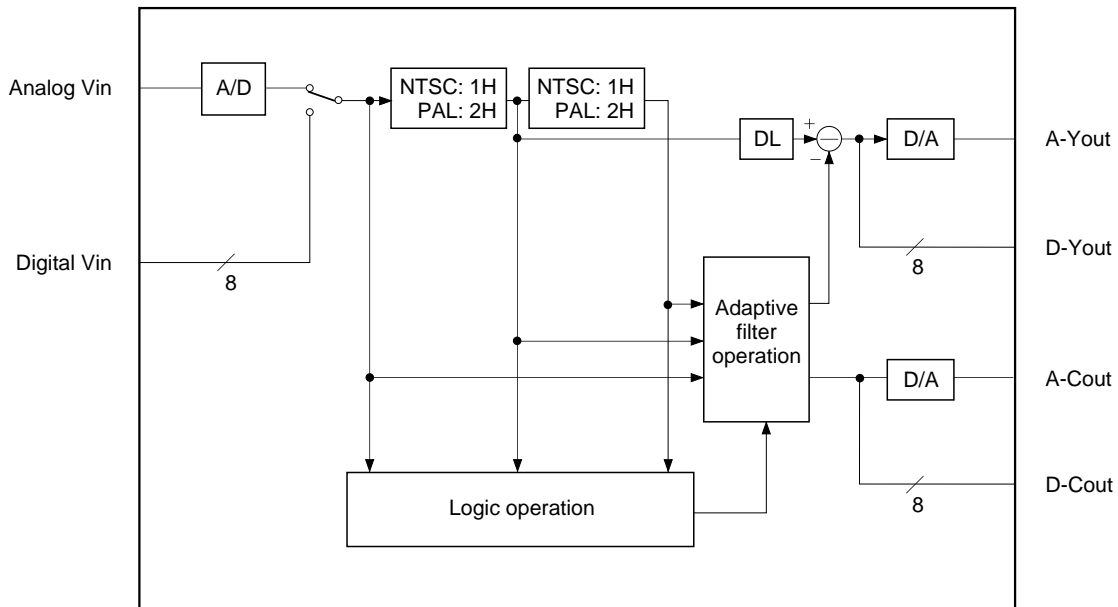 Analog Vin
A/D
NTSC: 1H
PAL: 2H
NTSC: 1H
PAL: 2H
DL
+
−
−
D/A
A-Yout
Digital Vin
8
8
D-Yout
Adaptive
filter
operation
D/A
A-Cout
Logic operation
8
D-Cout